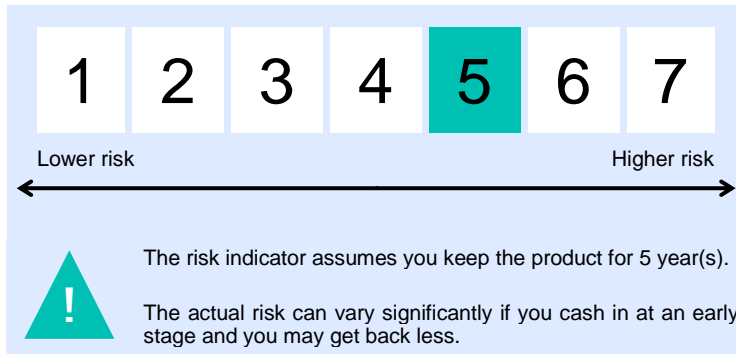 1 2 3 4 5 6 7
Lower risk Higher risk
The risk indicator assumes you keep the product for 5 year(s).
!
The actual risk can vary significantly if you cash in at an early
stage and you may get back less.